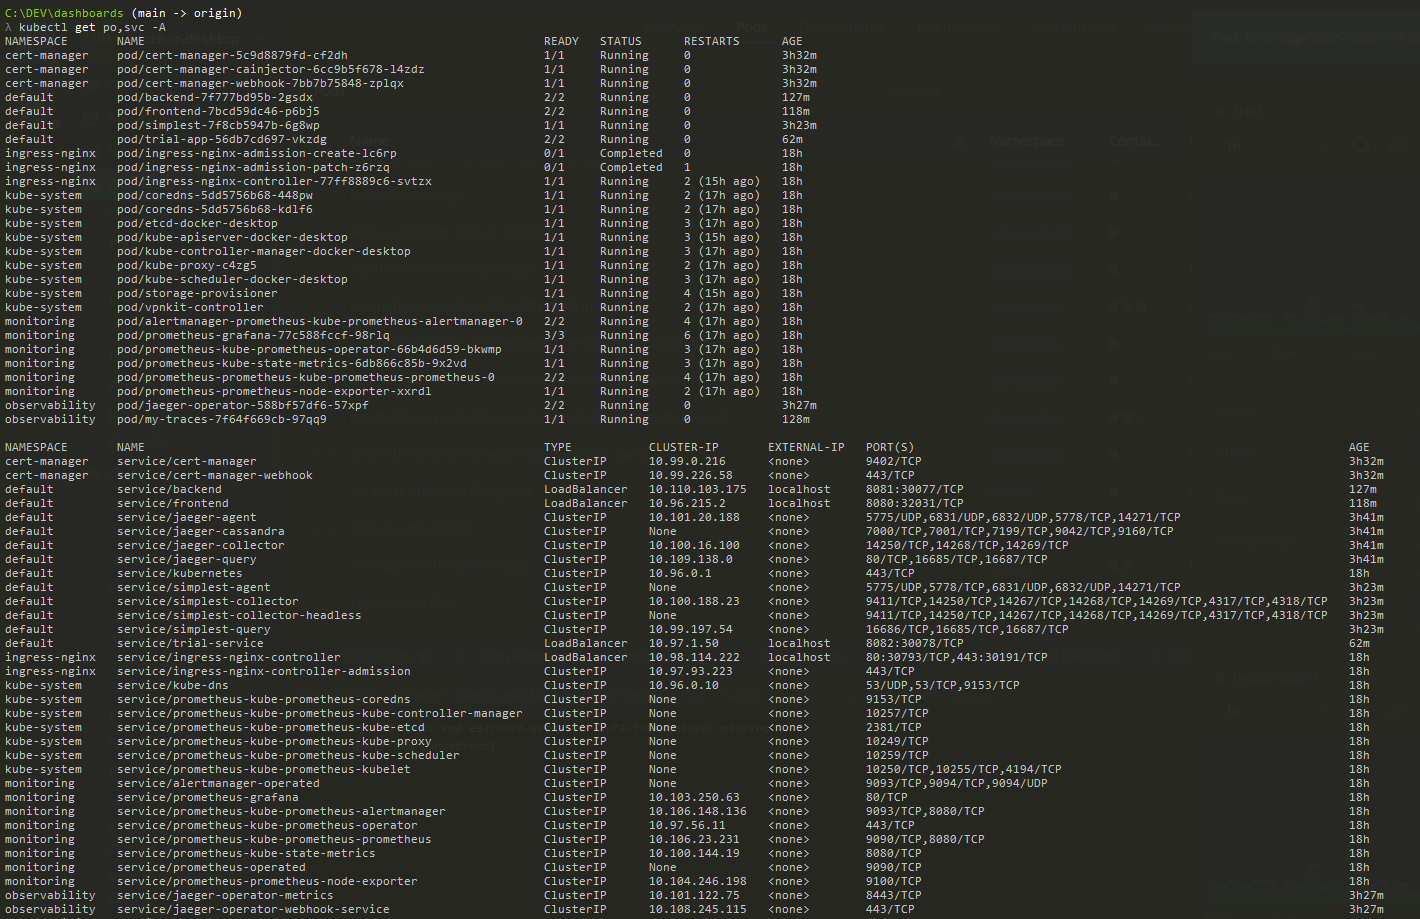 C:\DEV\dashboards (main -> origin)
λ kubectl get po,svc -A
NAMESPACE NAME READY STATUS RESTARTS AGE
cert-manager pod/cert-manager-5c9d8879fd-cf2dh 1/1 Running 0 3h32m
cert-manager pod/cert-manager-cainjector-6cc9b5f678-l4zdz 1/1 Running 0 3h32m
cert-manager pod/cert-manager-webhook-7bb7b75848-zplqx 1/1 Running 0 3h32m
default pod/backend-7f777bd95b-2gsdx 2/2 Running 0 127m
default pod/frontend-7bcd59dc46-p6bj5 2/2 Running 0 118m
default pod/simplest-7f8cb5947b-6g8wp 1/1 Running 0 3h23m
default pod/trial-app-56db7cd697-vkzdg 2/2 Running 0 62m
ingress-nginx pod/ingress-nginx-admission-create-lc6rp 0/1 Completed 0 18h
ingress-nginx pod/ingress-nginx-admission-patch-z6rzq 0/1 Completed 1 18h
ingress-nginx pod/ingress-nginx-controller-77ff8889c6-svtzx 1/1 Running 2 (15h ago) 18h
kube-system pod/coredns-5dd5756b68-448pw 1/1 Running 2 (17h ago) 18h
kube-system pod/coredns-5dd5756b68-kdlf6 1/1 Running 2 (17h ago) 18h
kube-system pod/etcd-docker-desktop 1/1 Running 3 (17h ago) 18h
kube-system pod/kube-apiserver-docker-desktop 1/1 Running 3 (15h ago) 18h
kube-system pod/kube-controller-manager-docker-desktop 1/1 Running 3 (17h ago) 18h
kube-system pod/kube-proxy-c4zg5 1/1 Running 2 (17h ago) 18h
kube-system pod/kube-scheduler-docker-desktop 1/1 Running 3 (17h ago) 18h
kube-system pod/storage-provisioner 1/1 Running 4 (15h ago) 18h
kube-system pod/vpnkit-controller 1/1 Running 2 (17h ago) 18h
monitoring pod/alertmanager-prometheus-kube-prometheus-alertmanager-0 2/2 Running 4 (17h ago) 18h
monitoring pod/prometheus-grafana-77c588fccf-98rlq 3/3 Running 6 (17h ago) 18h
monitoring pod/prometheus-kube-prometheus-operator-66b4d6d59-bkwmp 1/1 Running 3 (17h ago) 18h
monitoring pod/prometheus-kube-state-metrics-6db866c85b-9x2vd 1/1 Running 3 (17h ago) 18h
monitoring pod/prometheus-prometheus-kube-prometheus-prometheus-0 2/2 Running 4 (17h ago) 18h
monitoring pod/prometheus-prometheus-node-exporter-xxrdl 1/1 Running 2 (17h ago) 18h
observability pod/jaeger-operator-588bf57df6-57xpf 2/2 Running 0 3h27m
observability pod/my-traces-7f64f669cb-97qq9 1/1 Running 0 128m
NAMESPACE NAME TYPE CLUSTER-IP EXTERNAL-IP PORT(S) AGE
cert-manager service/cert-manager ClusterIP 10.99.0.216 <none> 9402/TCP 3h32m
cert-manager service/cert-manager-webhook ClusterIP 10.99.226.58 <none> 443/TCP 3h32m
default service/backend LoadBalancer 10.110.103.175 localhost 8081:30077/TCP 127m
default service/frontend LoadBalancer 10.96.215.2 localhost 8080:32031/TCP 118m
default service/jaeger-agent ClusterIP 10.101.20.188 <none> 5775/UDP,6831/UDP,6832/UDP,5778/TCP,14271/TCP 3h41m
default service/jaeger-cassandra ClusterIP None <none> 7000/TCP,7001/TCP,7199/TCP,9042/TCP,9160/TCP 3h41m
default service/jaeger-collector ClusterIP 10.100.16.100 <none> 14250/TCP,14268/TCP,14269/TCP 3h41m
default service/jaeger-query ClusterIP 10.109.138.0 <none> 80/TCP,16685/TCP,16687/TCP 3h41m
default service/kubernetes ClusterIP 10.96.0.1 <none> 443/TCP 18h
default service/simplest-agent ClusterIP None <none> 5775/UDP,5778/TCP,6831/UDP,6832/UDP,14271/TCP 3h23m
default service/simplest-collector ClusterIP 10.100.188.23 <none> 9411/TCP,14250/TCP,14267/TCP,14268/TCP,14269/TCP,4317/TCP,4318/TCP 3h23m
default service/simplest-collector-headless ClusterIP None <none> 9411/TCP,14250/TCP,14267/TCP,14268/TCP,14269/TCP,4317/TCP,4318/TCP 3h23m
default service/simplest-query ClusterIP 10.99.197.54 <none> 16686/TCP,16685/TCP,16687/TCP 3h23m
default service/trial-service LoadBalancer 10.97.1.50 localhost 8082:30078/TCP 62m
ingress-nginx service/ingress-nginx-controller LoadBalancer 10.98.114.222 localhost 80:30793/TCP,443:30191/TCP 18h
ingress-nginx service/ingress-nginx-controller-admission ClusterIP 10.97.93.223 <none> 443/TCP 18h
kube-system service/kube-dns ClusterIP 10.96.0.10 <none> 53/UDP,53/TCP,9153/TCP 18h
kube-system service/prometheus-kube-prometheus-coredns ClusterIP None <none> 9153/TCP 18h
kube-system service/prometheus-kube-prometheus-kube-controller-manager ClusterIP None <none> 10257/TCP 18h
kube-system service/prometheus-kube-prometheus-kube-etcd ClusterIP None <none> 2381/TCP 18h
kube-system service/prometheus-kube-prometheus-kube-proxy ClusterIP None <none> 10249/TCP 18h
kube-system service/prometheus-kube-prometheus-kube-scheduler ClusterIP None <none> 10259/TCP 18h
kube-system service/prometheus-kube-prometheus-kubelet ClusterIP None <none> 10250/TCP,10255/TCP,4194/TCP 18h
monitoring service/alertmanager-operated ClusterIP None <none> 9093/TCP,9094/TCP,9094/UDP 18h
monitoring service/prometheus-grafana ClusterIP 10.103.250.63 <none> 80/TCP 18h
monitoring service/prometheus-kube-prometheus-alertmanager ClusterIP 10.106.148.136 <none> 9093/TCP,8080/TCP 18h
monitoring service/prometheus-kube-prometheus-operator ClusterIP 10.97.56.11 <none> 443/TCP 18h
monitoring service/prometheus-kube-prometheus-prometheus ClusterIP 10.106.23.231 <none> 9090/TCP,8080/TCP 18h
monitoring service/prometheus-kube-state-metrics ClusterIP 10.100.144.19 <none> 8080/TCP 18h
monitoring service/prometheus-operated ClusterIP None <none> 9090/TCP 18h
monitoring service/prometheus-prometheus-node-exporter ClusterIP 10.104.246.198 <none> 9100/TCP 18h
observability service/jaeger-operator-metrics ClusterIP 10.101.122.75 <none> 8443/TCP 3h27m
observability service/jaeger-operator-webhook-service ClusterIP 10.108.245.115 <none> 443/TCP 3h27m